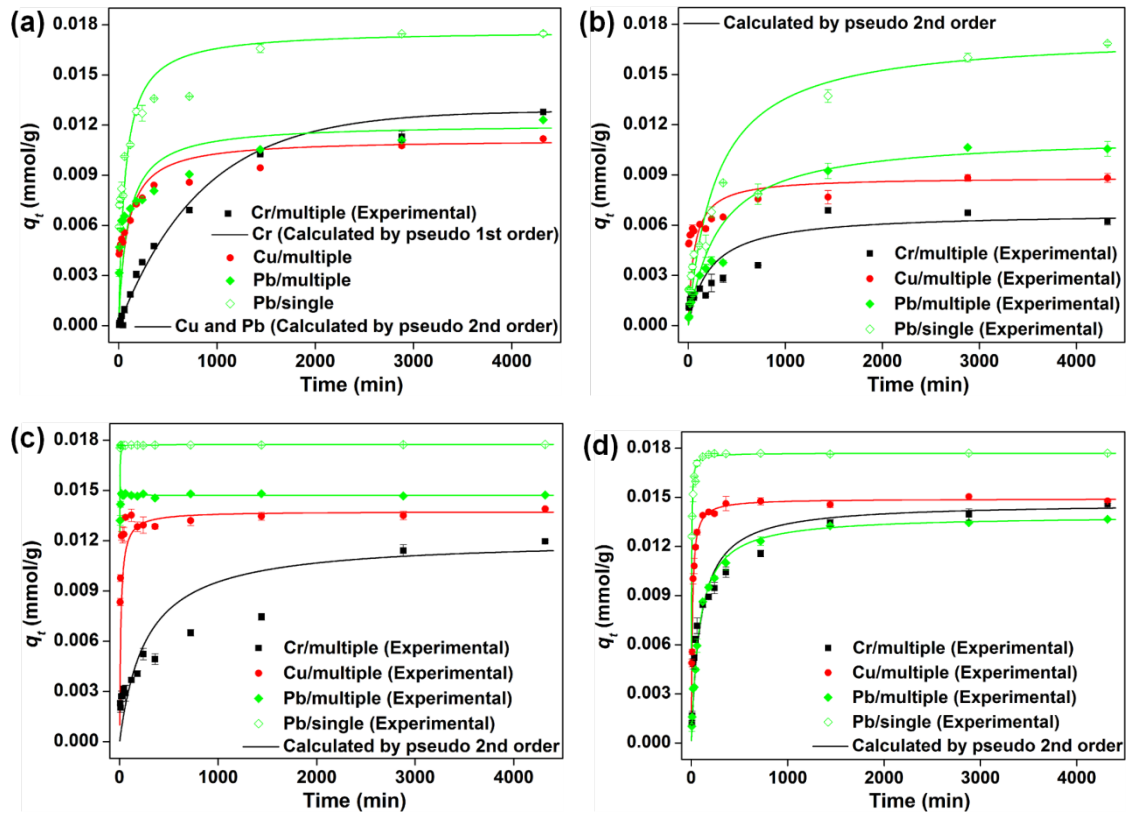 (a)
qt (mmol/g)
0.018
0.015
0.012
0.009
0.006
0.003
0.000
Cr/multiple (Experimental)
Cr (Calculated by pseudo 1st order)
Cu/multiple
Pb/multiple
Pb/single
Cu and Pb (Calculated by pseudo 2nd order)
0 1000 2000 3000 4000
Time (min)
(b)
qt (mmol/g)
0.018
0.015
0.012
0.009
0.006
0.003
0.000
Calculated by pseudo 2nd order
Cr/multiple (Experimental)
Cu/multiple (Experimental)
Pb/multiple (Experimental)
Pb/single (Experimental)
0 1000 2000 3000 4000
Time (min)
(c)
qt (mmol/g)
0.018
0.015
0.012
0.009
0.006
0.003
0.000
Cr/multiple (Experimental)
Cu/multiple (Experimental)
Pb/multiple (Experimental)
Pb/single (Experimental)
Calculated by pseudo 2nd order
0 1000 2000 3000 4000
Time (min)
(d)
qt (mmol/g)
0.018
0.015
0.012
0.009
0.006
0.003
0.000
Cr/multiple (Experimental)
Cu/multiple (Experimental)
Pb/multiple (Experimental)
Pb/single (Experimental)
Calculated by pseudo 2nd order
0 1000 2000 3000 4000
Time (min)